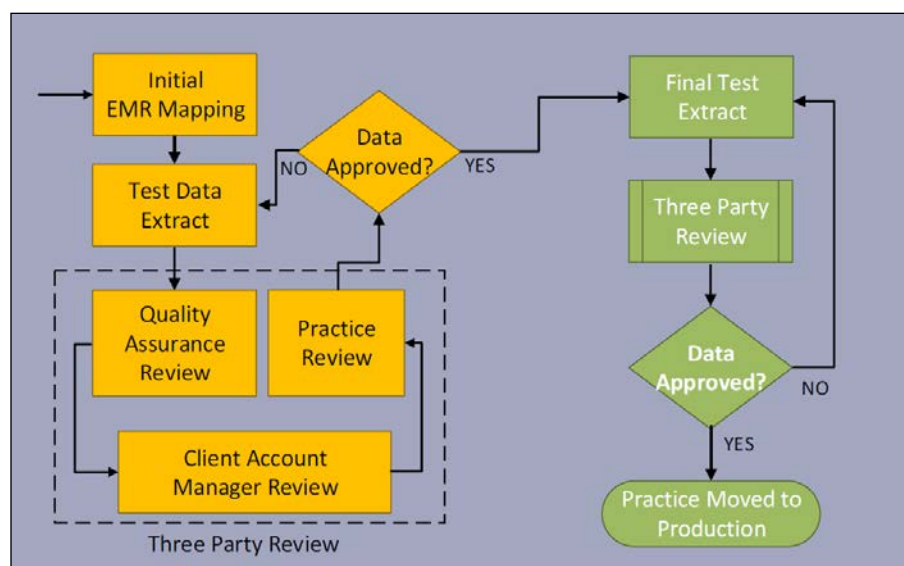 Initial
EMR Mapping
Test Data
Extract
Quality
Assurance
Review
Client Account
Manager Review
Practice
Review
Three Party Review
Data
Approved?
NO
YES
Final Test
Extract
Three Party
Review
Data
Approved?
NO
YES
Practice Moved to
Production